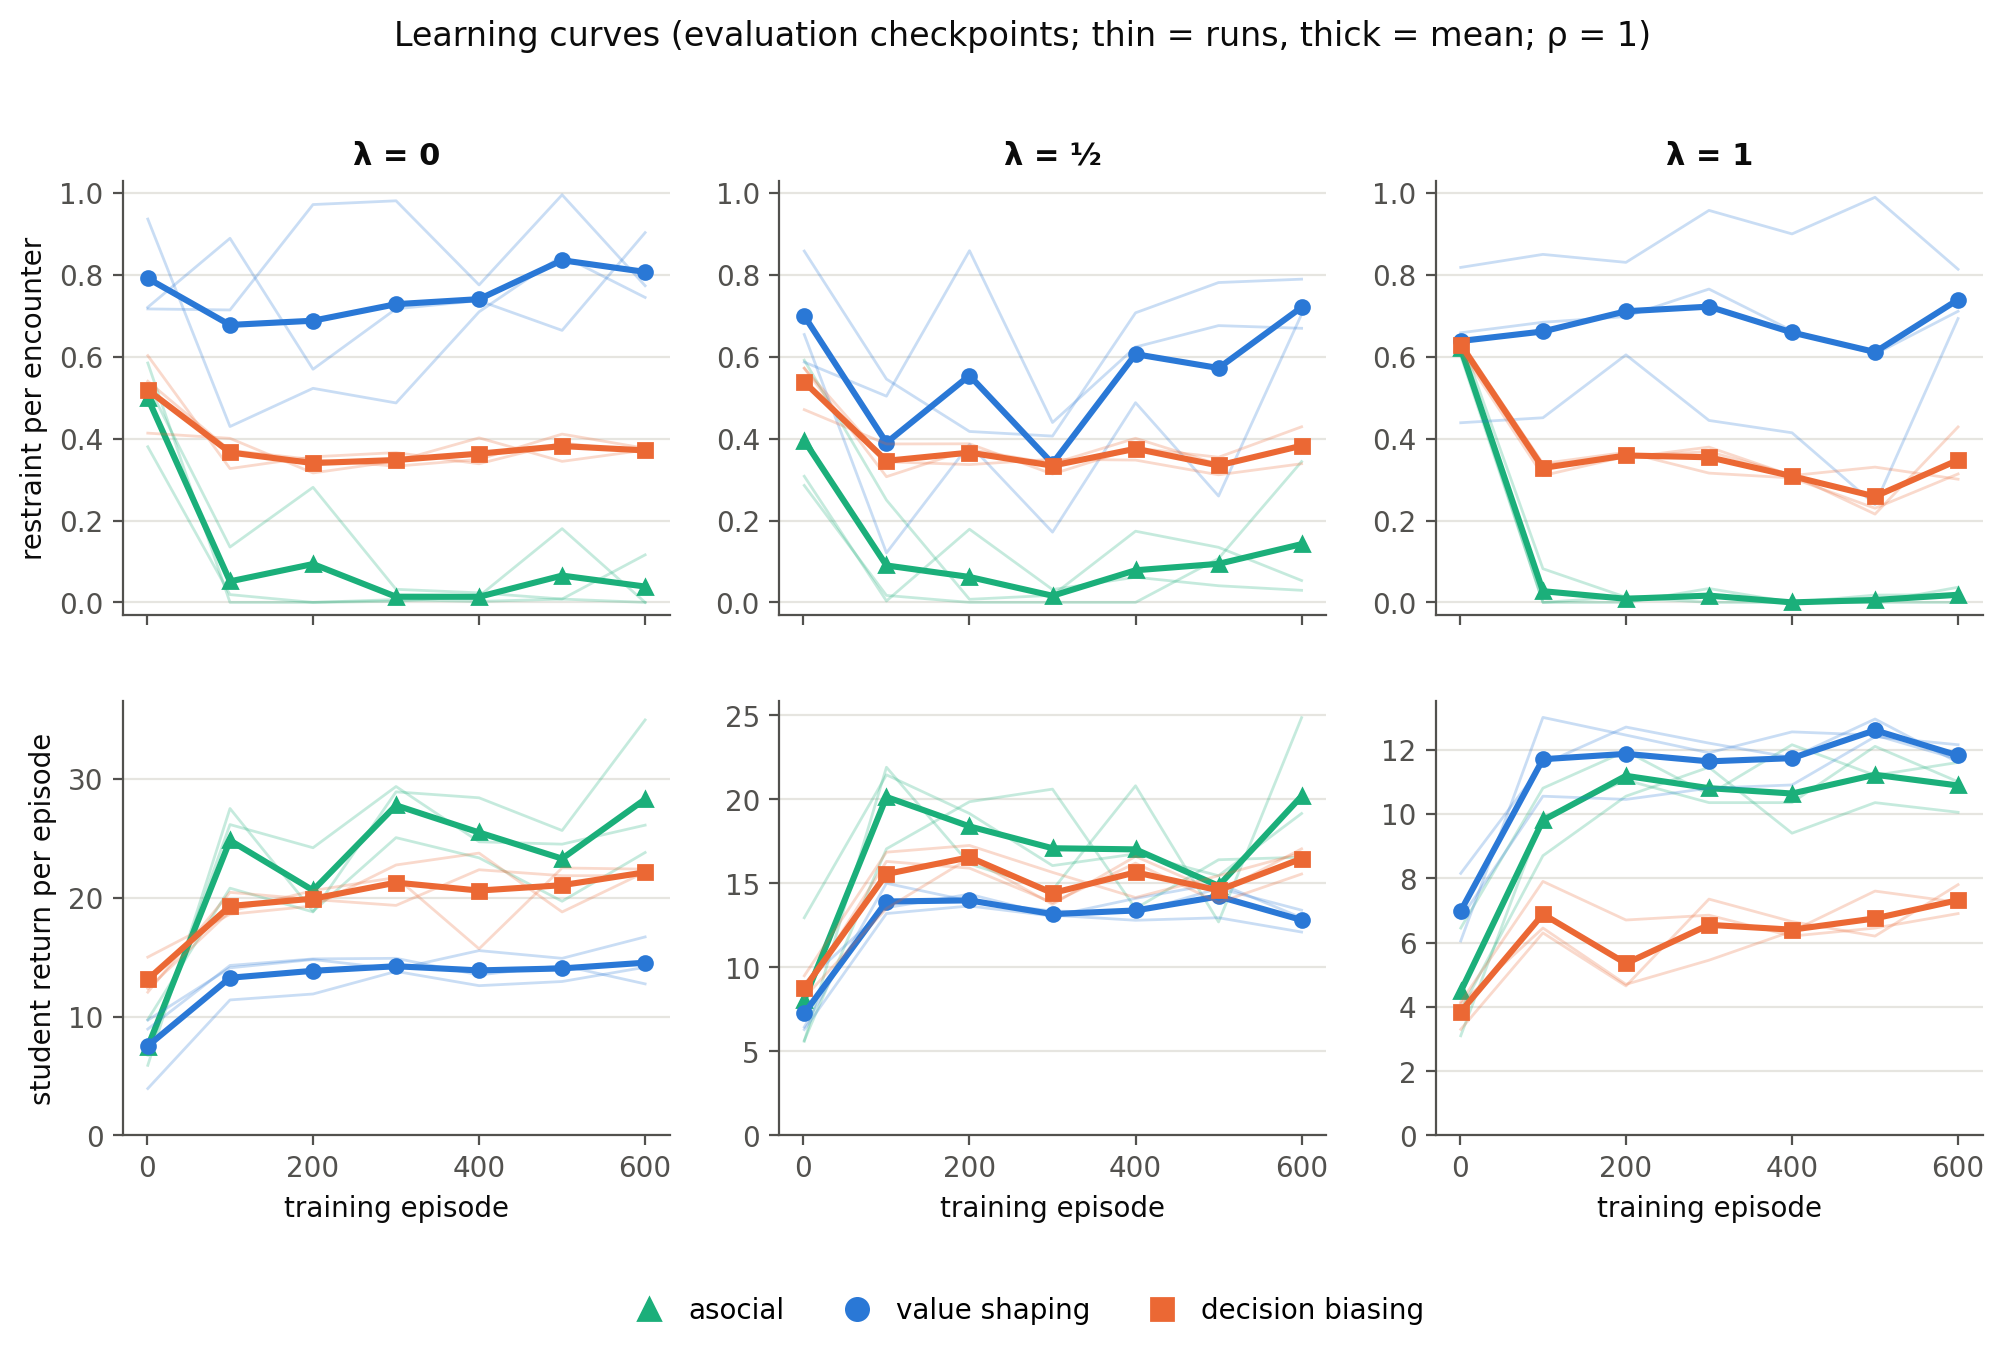 Learning curves (evaluation checkpoints; thin = runs, thick = mean; ρ = 1)
λ = 0
λ = ½
λ = 1
restraint per encounter
1.0
0.8
0.6
0.4
0.2
0.0
1.0
0.8
0.6
0.4
0.2
0.0
1.0
0.8
0.6
0.4
0.2
0.0
student return per episode
30
20
10
0
25
20
15
10
5
0
12
10
8
6
4
2
0
0 200 400 600
0 200 400 600
0 200 400 600
training episode
training episode
training episode
asocial
value shaping
decision biasing